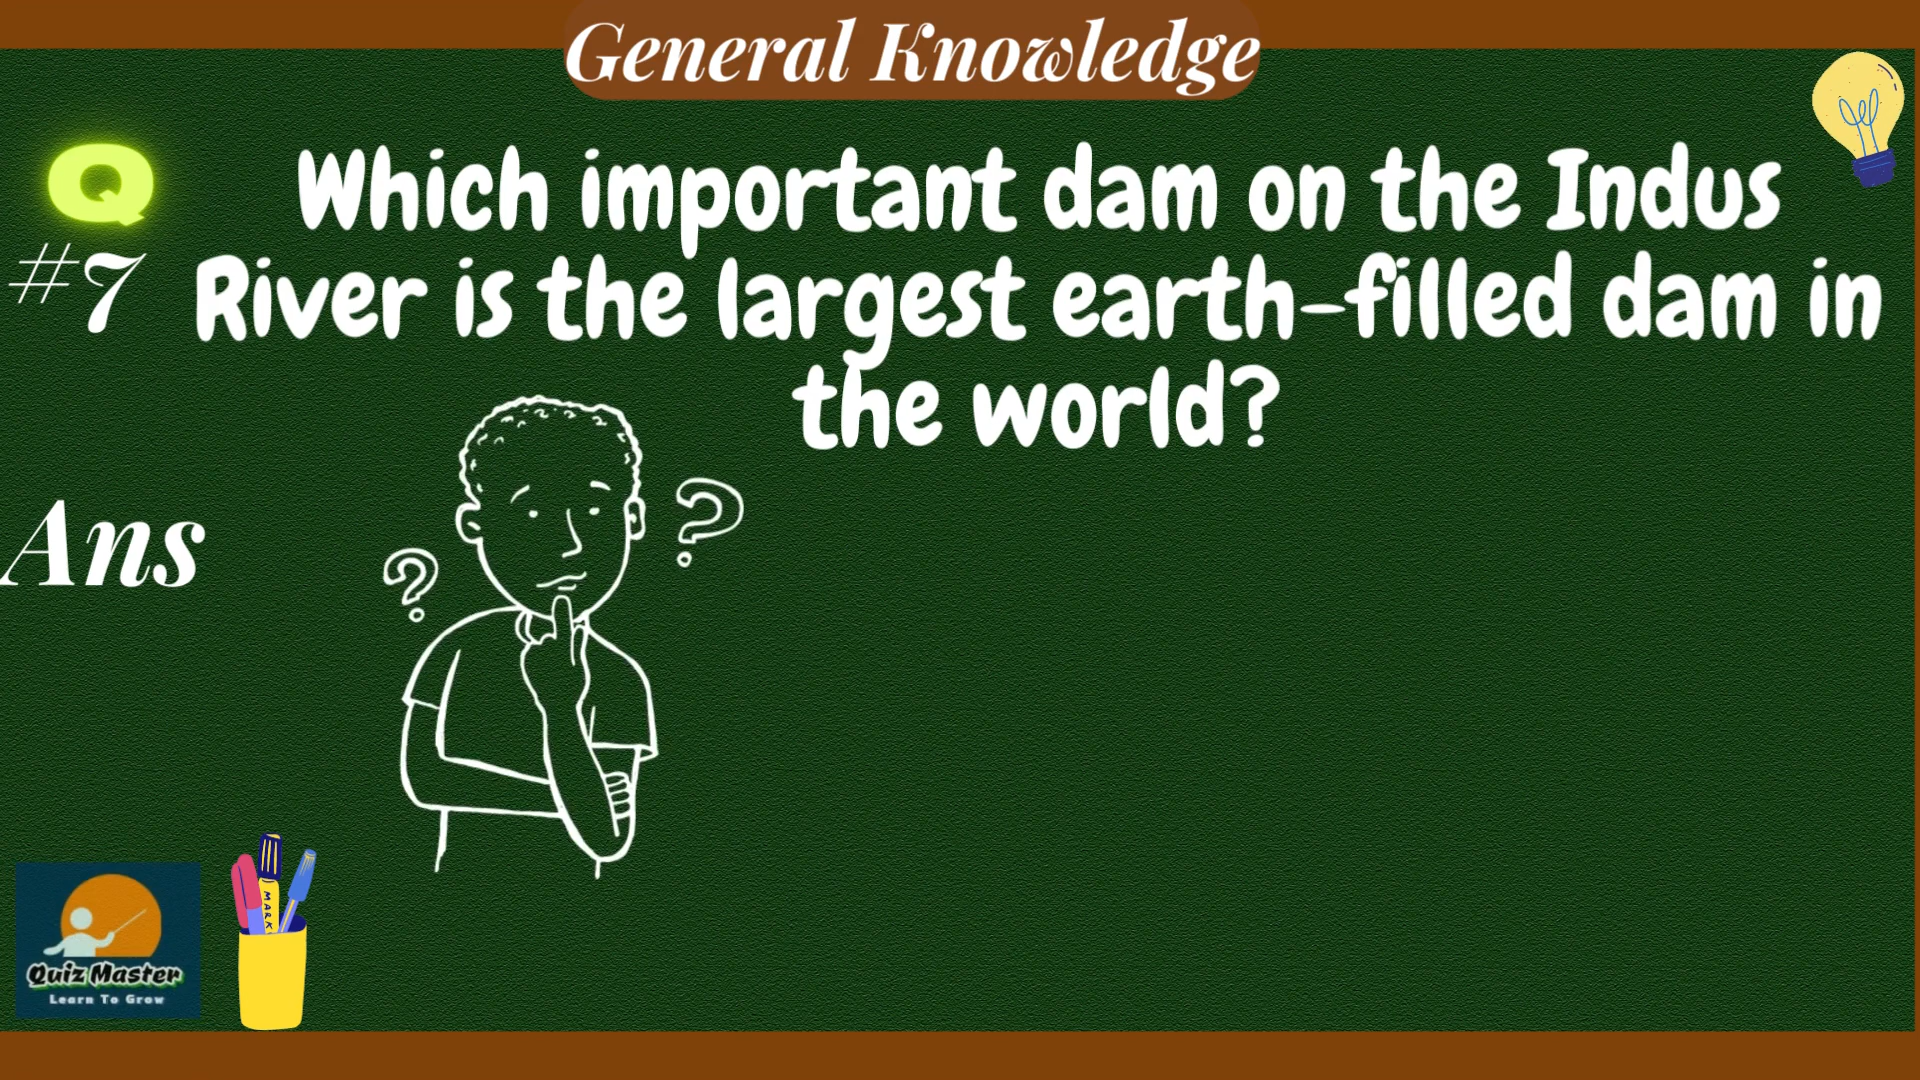 General Knowledge
Q
#7
Which important dam on the Indus
River is the largest earth-filled dam in
the world?
?
?
Ans
MARK
Quiz Master
Learn To Grow